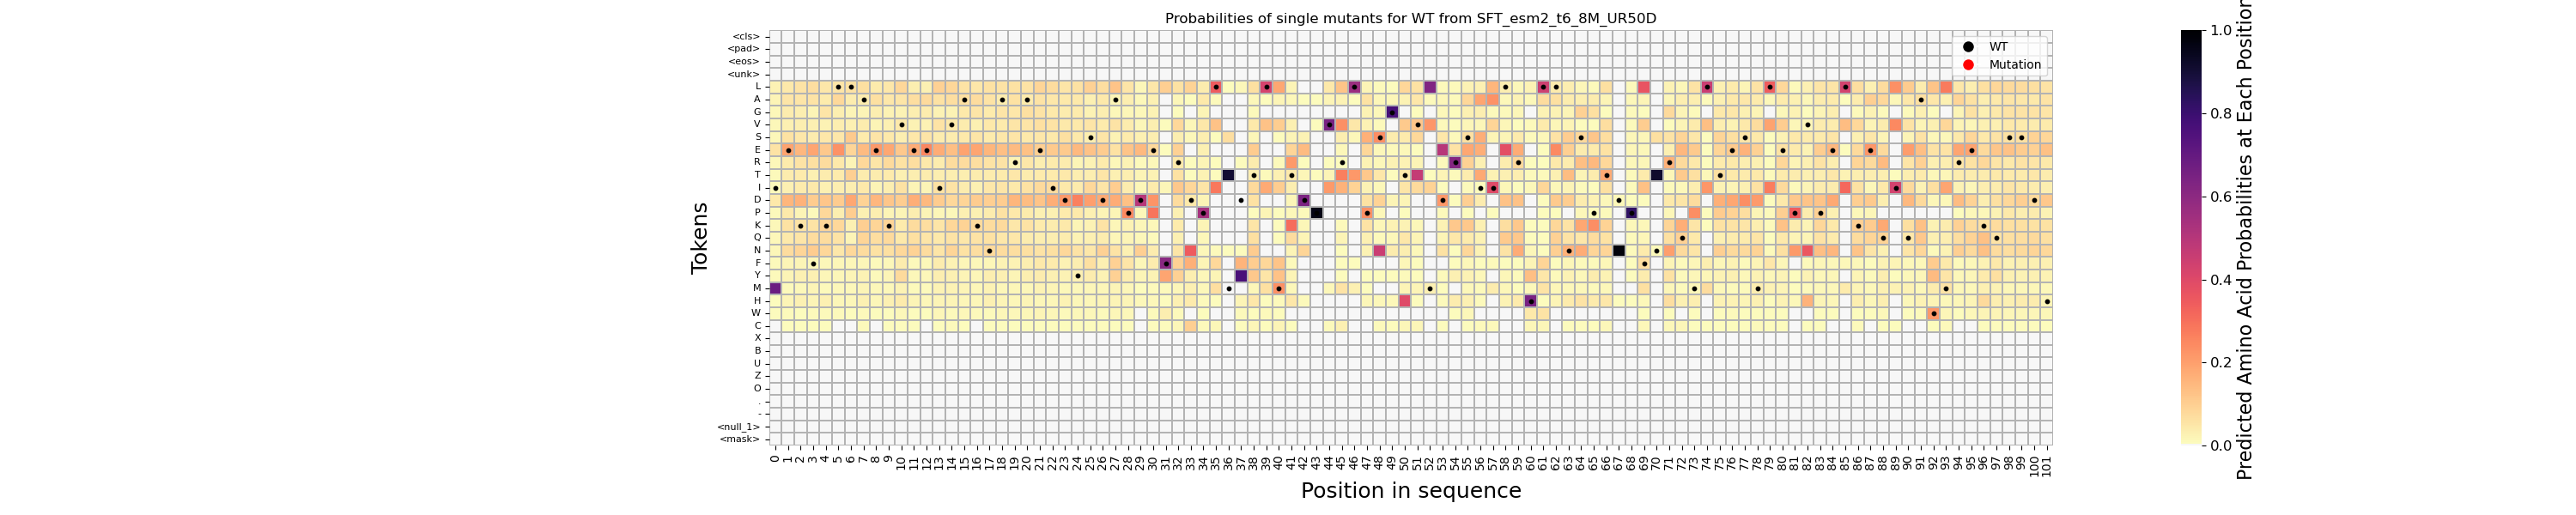 Probabilities of single mutants for WT from SFT_esm2_t6_8M_UR50D
<cls>
<pad>
<eos>
<unk>
L
A
G
V
S
E
R
T
I
D
P
K
Q
N
F
Y
M
H
W
C
X
B
U
Z
O
.
-
<null_1>
<mask>
Tokens
0 1 2 3 4 5 6 7 8 9 10 11 12 13 14 15 16 17 18 19 20 21 22 23 24 25 26 27 28 29 30 31 32 33 34 35 36 37 38 39 40 41 42 43 44 45 46 47 48 49 50 51 52 53 54 55 56 57 58 59 60 61 62 63 64 65 66 67 68 69 70 71 72 73 74 75 76 77 78 79 80 81 82 83 84 85 86 87 88 89 90 91 92 93 94 95 96 97 98 99 100 101
Position in sequence
WT
Mutation
1.0
0.8
0.6
0.4
0.2
0.0
Predicted Amino Acid Probabilities at Each Position